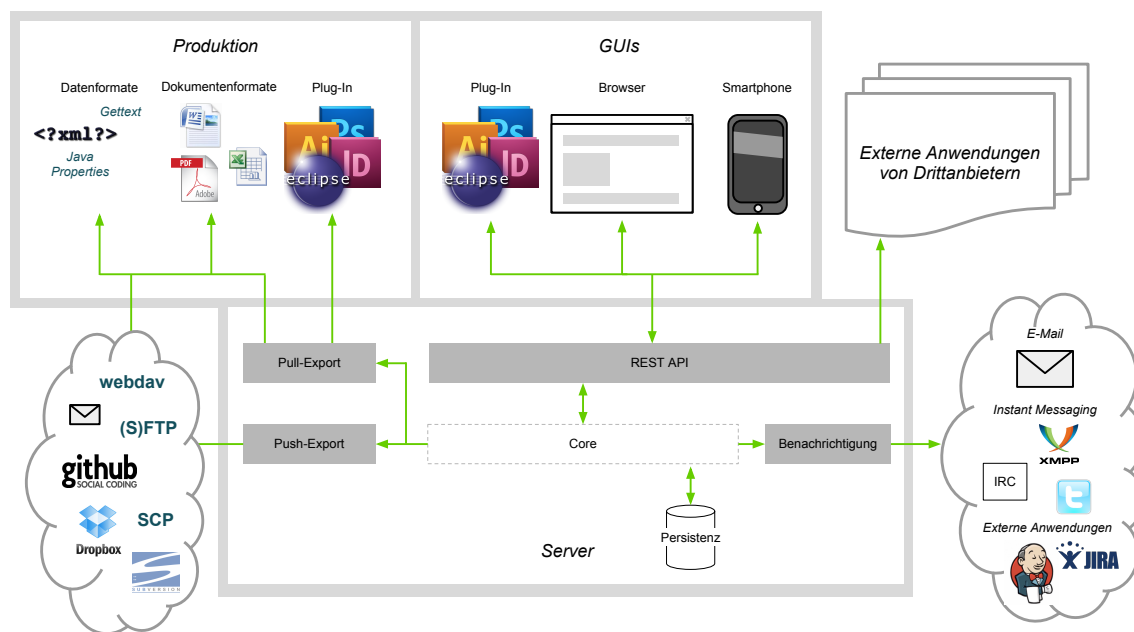 Produktion
Datenformate
Dokumentenformate
Plug-In
Gettext
<?xml?>
Java
Properties
W
PDF
Adobe
X
Ps
Ai
ID
eclipse
GUIs
Plug-In
Browser
Smartphone
Ps
Ai
ID
eclipse
X
Externe Anwendungen
von Drittanbietern
Pull-Export
REST API
Push-Export
Core
Benachrichtigung
Persistenz
Server
webdav
(S)FTP
github
SOCIAL CODING
SCP
Dropbox
SUBVERSION
E-Mail
Instant Messaging
XMPP
IRC
t
Externe Anwendungen
JIRA